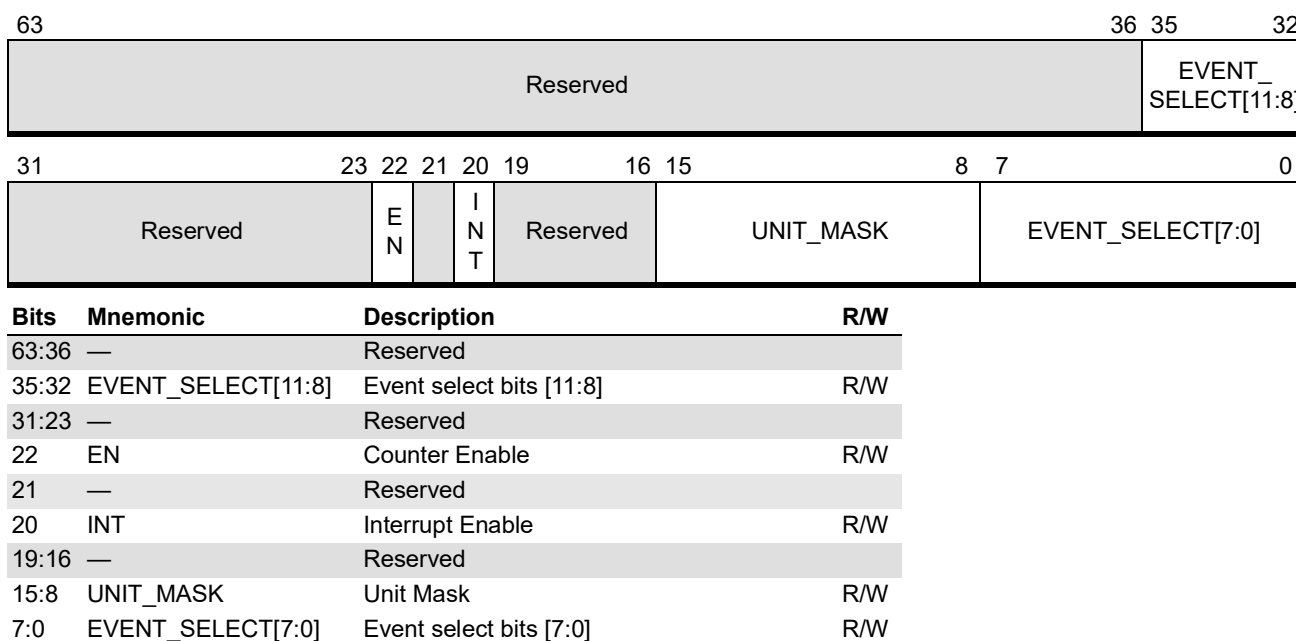 63 36 35 32
Reserved
EVENT_
SELECT[11:8]
31 23 22 21 20 19 16 15 8 7 0
Reserved
E
N
I
N
T
Reserved
UNIT_MASK
EVENT_SELECT[7:0]
Bits Mnemonic Description R/W
63:36 — Reserved
35:32 EVENT_SELECT[11:8] Event select bits [11:8] R/W
31:23 — Reserved
22 EN Counter Enable R/W
21 — Reserved
20 INT Interrupt Enable R/W
19:16 — Reserved
15:8 UNIT_MASK Unit Mask R/W
7:0 EVENT_SELECT[7:0] Event select bits [7:0] R/W